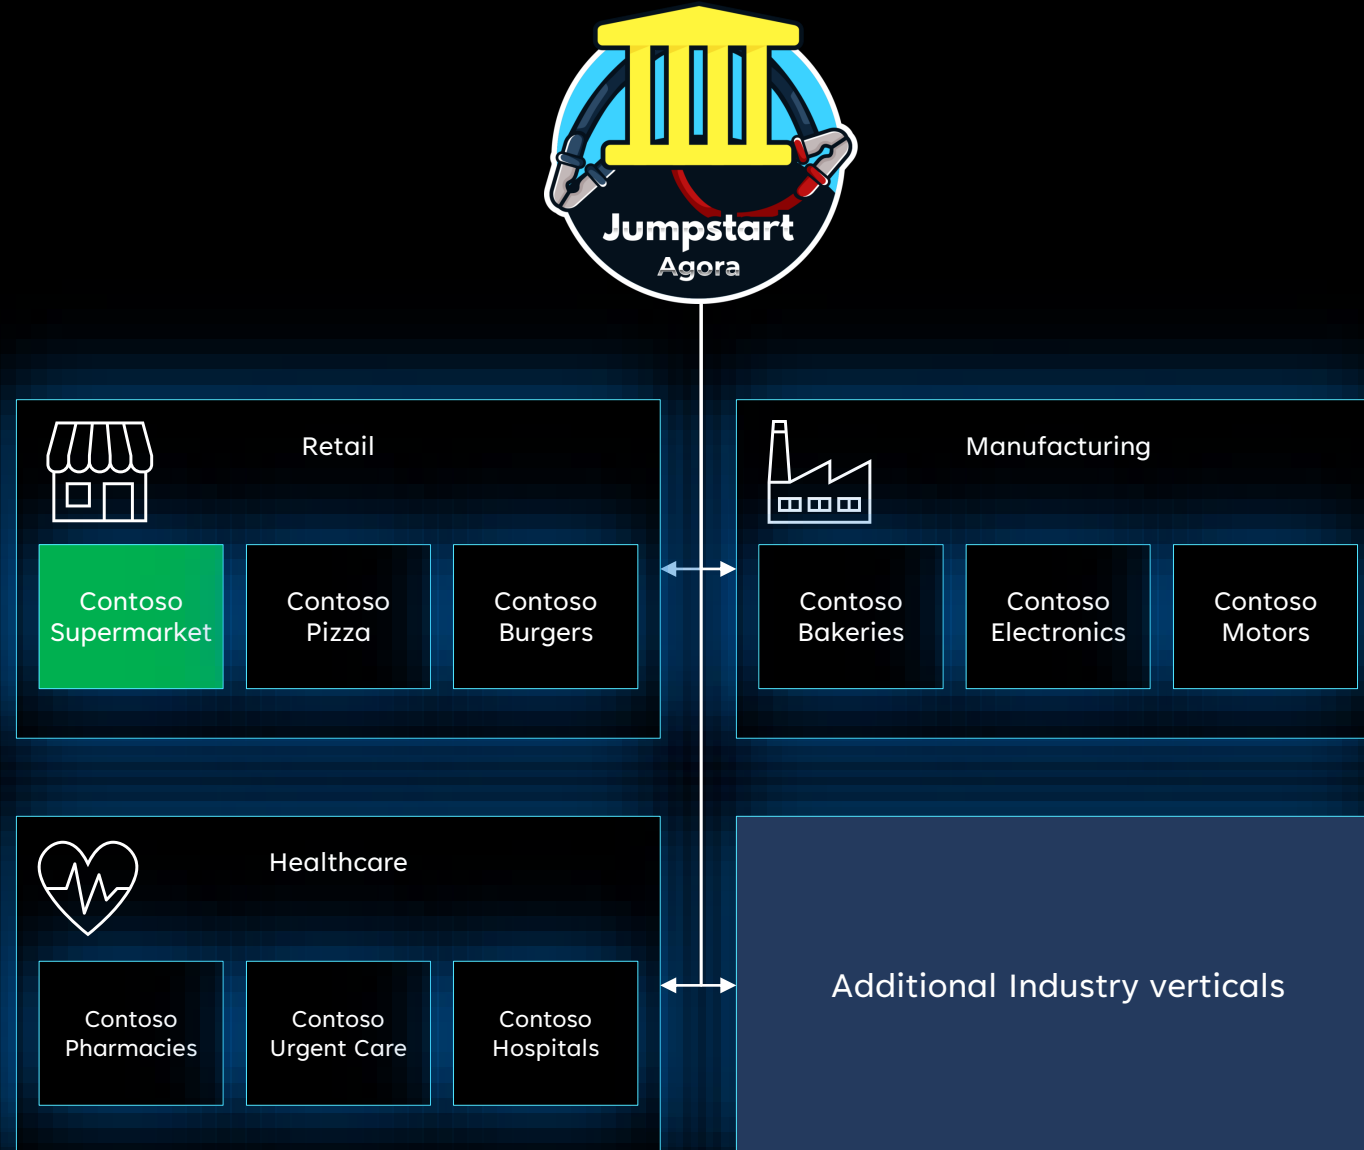 Jumpstart
Agora
Retail
Contoso
Supermarket
Contoso
Pizza
Contoso
Burgers
Manufacturing
Contoso
Bakeries
Contoso
Electronics
Contoso
Motors
Healthcare
Contoso
Pharmacies
Contoso
Urgent Care
Contoso
Hospitals
Additional Industry verticals